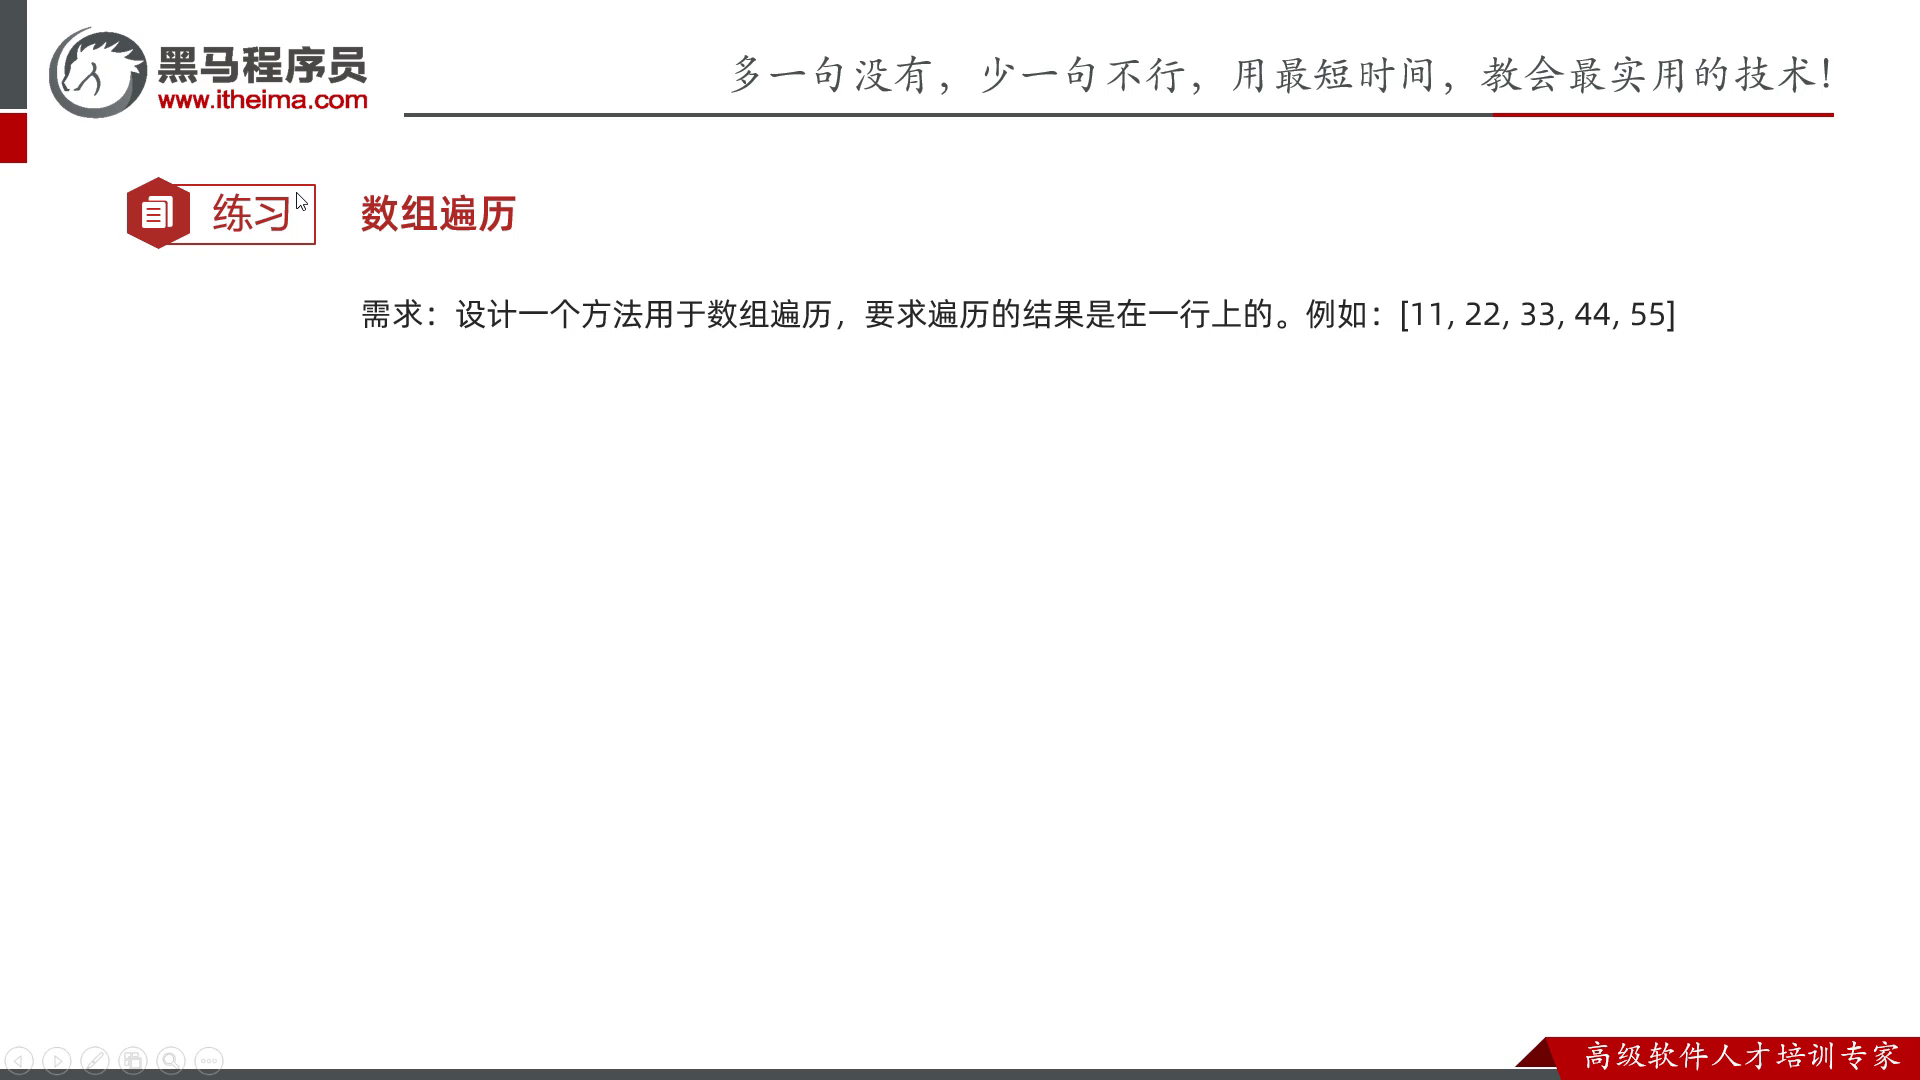 黑马程序员
www.itheima.com
多一句没有，少一句不行，用最短时间，教会最实用的技术！
练习
数组遍历
需求：设计一个方法用于数组遍历，要求遍历的结果是在一行上的。例如：[11, 22, 33, 44, 55]
高级软件人才培训专家